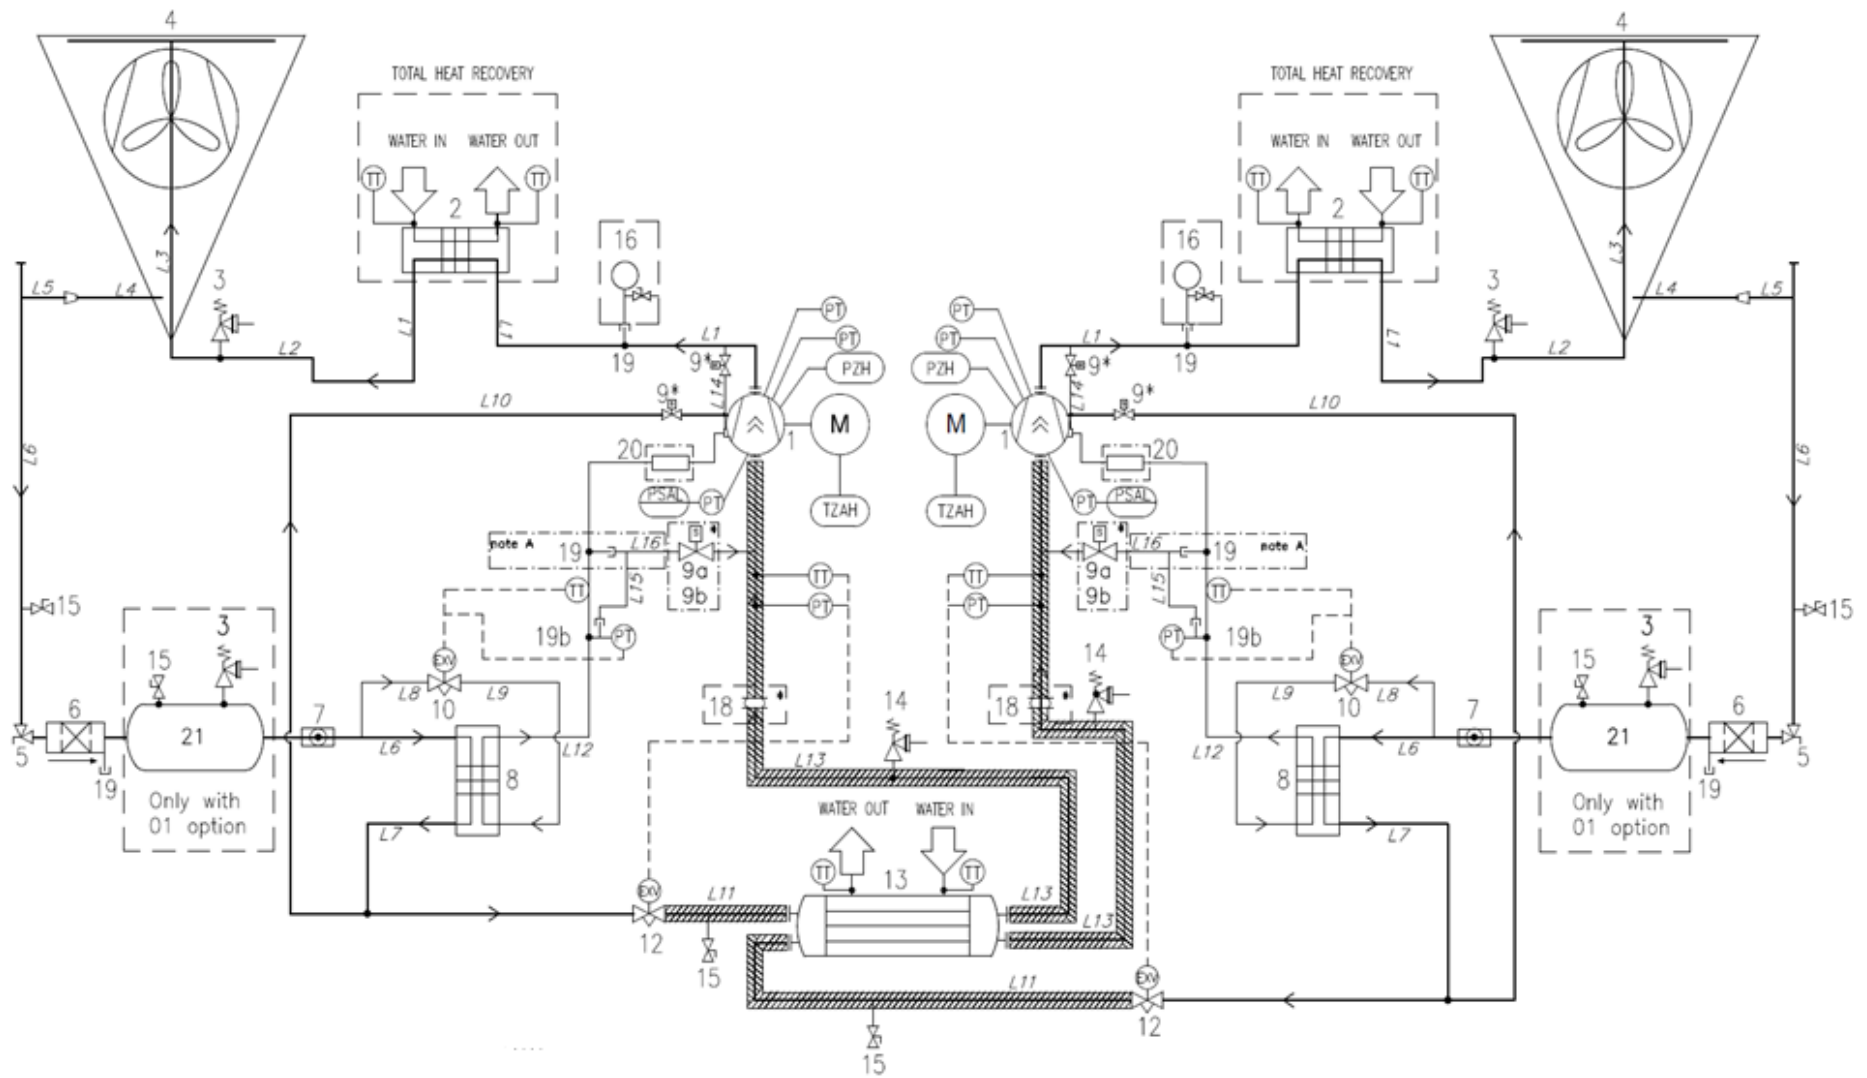 4
4
TOTAL HEAT RECOVERY
TOTAL HEAT RECOVERY
WATER IN
WATER OUT
WATER IN
WATER OUT
TT
TT
TT
TT
2
2
16
16
L3
L3
3
3
L5
L4
L4
L5
PT
PT
PT
PT
L1
L7
L1
L1
L7
L2
L2
19
19
9*
9*
PZH
PZH
L14
L14
L10
9*
9*
L10
M
M
1
1
L6
L6
20
20
PSAL
PT
PT
PSAL
TZAH
TZAH
note A
19
L16
S
*
*
S
L16
19
note A
9a
9b
9a
9b
L15
L15
TT
TT
TT
TT
PT
PT
15
15
19b
PT
PT
19b
3
3
15
15
EXV
EXV
14
14
L8
L9
L9
L8
10
10
18
*
18
*
6
7
7
6
21
21
5
5
L6
L12
L12
L6
19
19
8
8
L13
Only with
O1 option
Only with
O1 option
WATER OUT
WATER IN
L7
L7
TT
TT
13
EXV
L11
L13
L13
12
15
EXV
L11
12
15